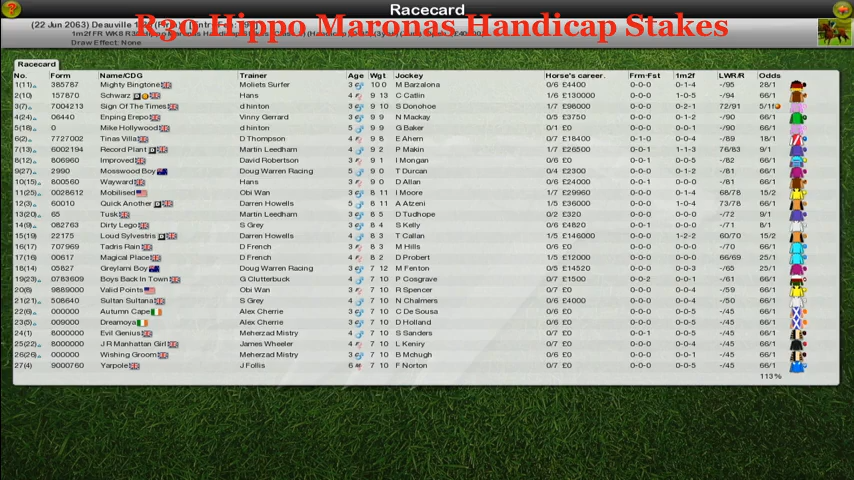 Racecard
(22 Jun 2063) Deauville
R30 Hippo Maronas Handicap Stakes
Draw Effect: None
Racecard
No. Form Name/CDG Trainer Age Wgt Jockey Horse's career. Frm-Fst 1m2f LWR/R Odds
1(11) 385787 Mighty Bington Moliets Surfer 3 10 0 M Barzalona 0/6 £4400 0-0-0 0-1-4 -/95 28/1
2(10) 157870 Schwarz Hans 4 9 13 C Catlin 1/6 £130000 0-0-0 1-0-5 -/94 66/1
3(7) 7004213 Sign Of The Times d hinton 3 9 10 S Donohoe 1/7 £98000 0-0-0 0-2-1 72/91 5/1f
4(24) 06440 Enping Erepo Vinny Gerrard 3 9 9 N Mackay 0/5 £3750 0-0-0 0-1-2 -/90 66/1
5(18) 0 Mike Hollywood d hinton 5 9 9 G Baker 0/1 £0 0-0-0 0-0-0 -/90 66/1
6(2) 7727002 Tinas Villa D Thompson 4 9 8 E Ahern 0/7 £18400 0-1-0 0-0-4 -/89 18/1
7(13) 6002194 Record Plant Martin Leedham 4 9 2 P Makin 1/7 £26500 0-0-1 1-1-3 76/83 9/1
8(12) 806960 Improved David Robertson 3 9 1 I Mongan 0/6 £0 0-0-1 0-0-5 -/82 66/1
9(27) 2990 Mosswood Boy Doug Warren Racing 5 9 0 T Durcan 0/4 £2300 0-0-0 0-1-2 -/81 66/1
10(15) 800560 Wayward Hans 3 9 0 D Allan 0/6 £24000 0-0-1 0-0-0 -/81 66/1
11(25) 0028612 Mobilised Obi Wan 3 8 11 I Moore 1/7 £29960 0-0-0 0-1-0 68/78 15/2
12(3) 60010 Quick Another Darren Howells 5 8 11 A Atzeni 1/5 £36000 0-0-0 1-0-4 73/78 66/1
13(20) 65 Tusk Martin Leedham 3 8 5 D Tudhope 0/2 £320 0-0-0 0-0-0 -/72 9/1
14(9) 082763 Dirty Lego S Grey 3 8 4 S Kelly 0/6 £4820 0-0-1 0-0-0 -/71 8/1
15(19) 22175 Loud Sylvestris Darren Howells 4 8 3 T Callan 1/5 £146000 0-0-0 1-2-2 60/70 15/2
16(17) 707969 Tadris Rain D French 4 8 3 M Hills 0/6 £0 0-0-0 0-0-0 -/70 66/1
17(16) 00617 Magical Place D French 4 8 2 D Probert 1/5 £12000 0-0-0 0-0-0 66/69 25/1
18(14) 05827 Greylami Boy Doug Warren Racing 3 7 12 M Fenton 0/5 £14520 0-0-0 0-1-3 -/65 25/1
19(23) 0783609 Boys Back In Town G Clutterbuck 4 7 10 P Cosgrave 0/7 £1500 0-0-2 0-0-1 -/61 66/1
20(8) 9889000 Valid Points Obi Wan 3 7 10 R Spencer 0/7 £0 0-0-0 0-0-4 -/59 66/1
21(21) 508640 Sultan Sultana S Grey 4 7 10 N Chalmers 0/6 £4000 0-0-0 0-0-4 -/50 66/1
22(6) 000000 Autumn Cape Alex Cherrie 3 7 10 C De Sousa 0/6 £0 0-0-0 0-0-5 -/45 66/1
23(5) 009000 Dreamoya Alex Cherrie 3 7 10 D Holland 0/6 £0 0-0-0 0-0-3 -/45 66/1
24(1) 8000000 Evil Genius Meherzad Mistry 3 7 10 S Sanders 0/7 £0 0-0-1 0-0-0 -/45 66/1
25(22) 8000000 J R Manhattan Girl James Wheeler 4 7 10 L Keniry 0/7 £0 0-0-0 0-0-2 -/45 66/1
26(26) 000000 Wishing Groom Meherzad Mistry 3 7 10 B Mchugh 0/6 £0 0-0-0 0-0-2 -/45 66/1
27(4) 9000760 Yarpole J Follis 6 7 10 F Norton 0/7 £0 0-0-0 0-0-5 -/45 66/1
113%